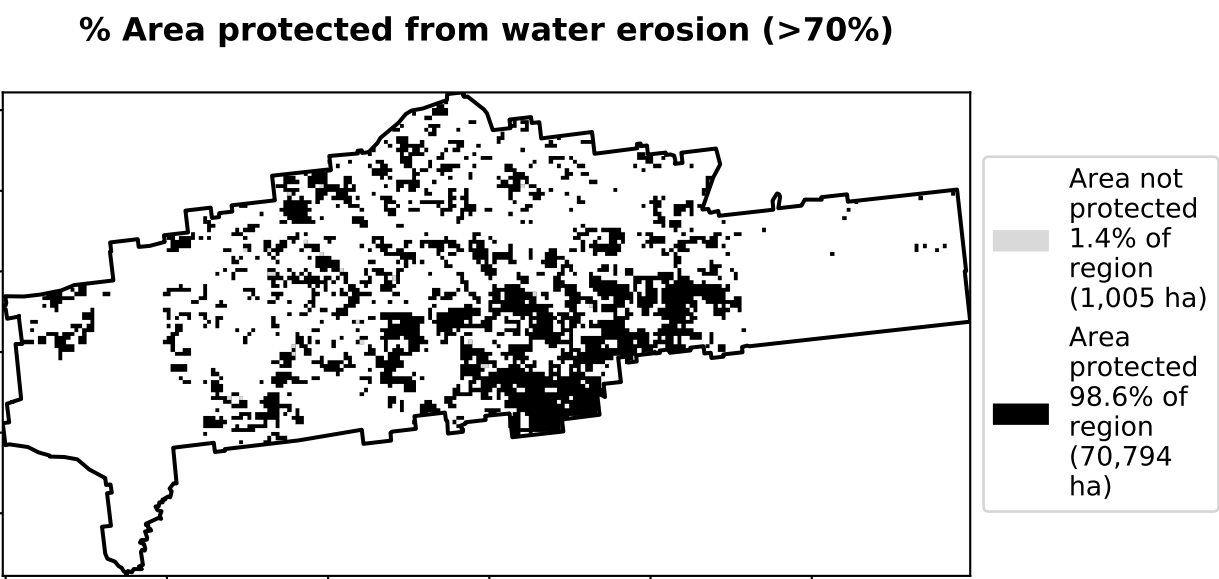 % Area protected from water erosion (>70%)
Area not
protected
1.4% of
region
(1,005 ha)
Area
protected
98.6% of
region
(70,794
ha)